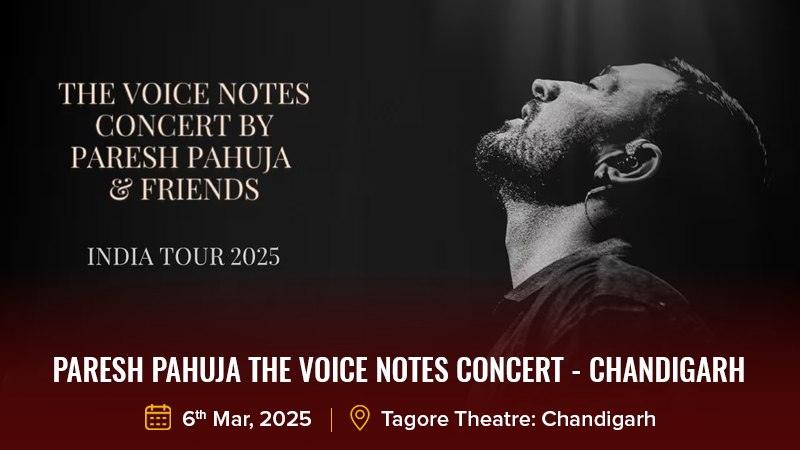 THE VOICE NOTES
CONCERT BY
PARESH PAHUJA
& FRIENDS
INDIA TOUR 2025
PARESH PAHUJA THE VOICE NOTES CONCERT - CHANDIGARH
6th Mar, 2025 | Tagore Theatre: Chandigarh